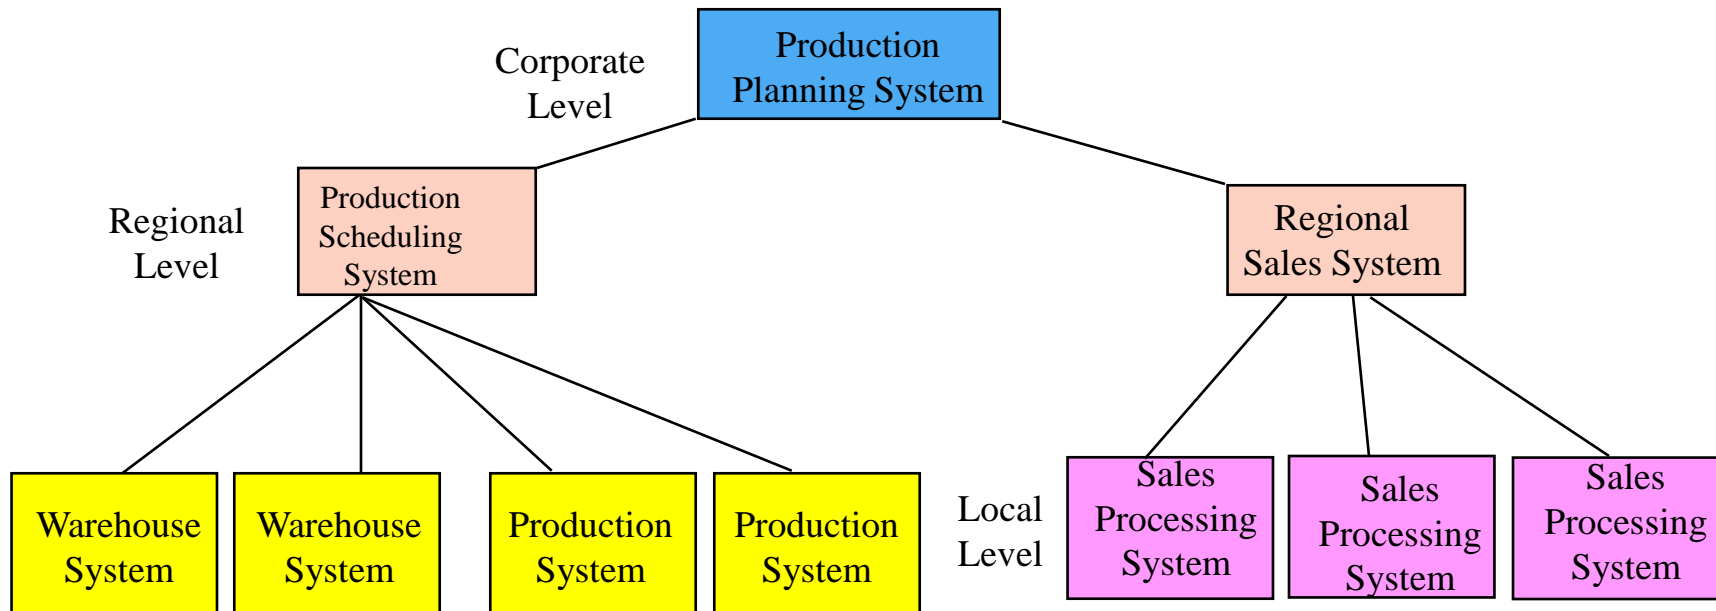 Production
Planning System
Corporate
Level
Production
Scheduling
System
Regional
Level
Regional
Sales System
Warehouse
System
Warehouse
System
Production
System
Production
System
Local
Level
Sales
Processing
System
Sales
Processing
System
Sales
Processing
System